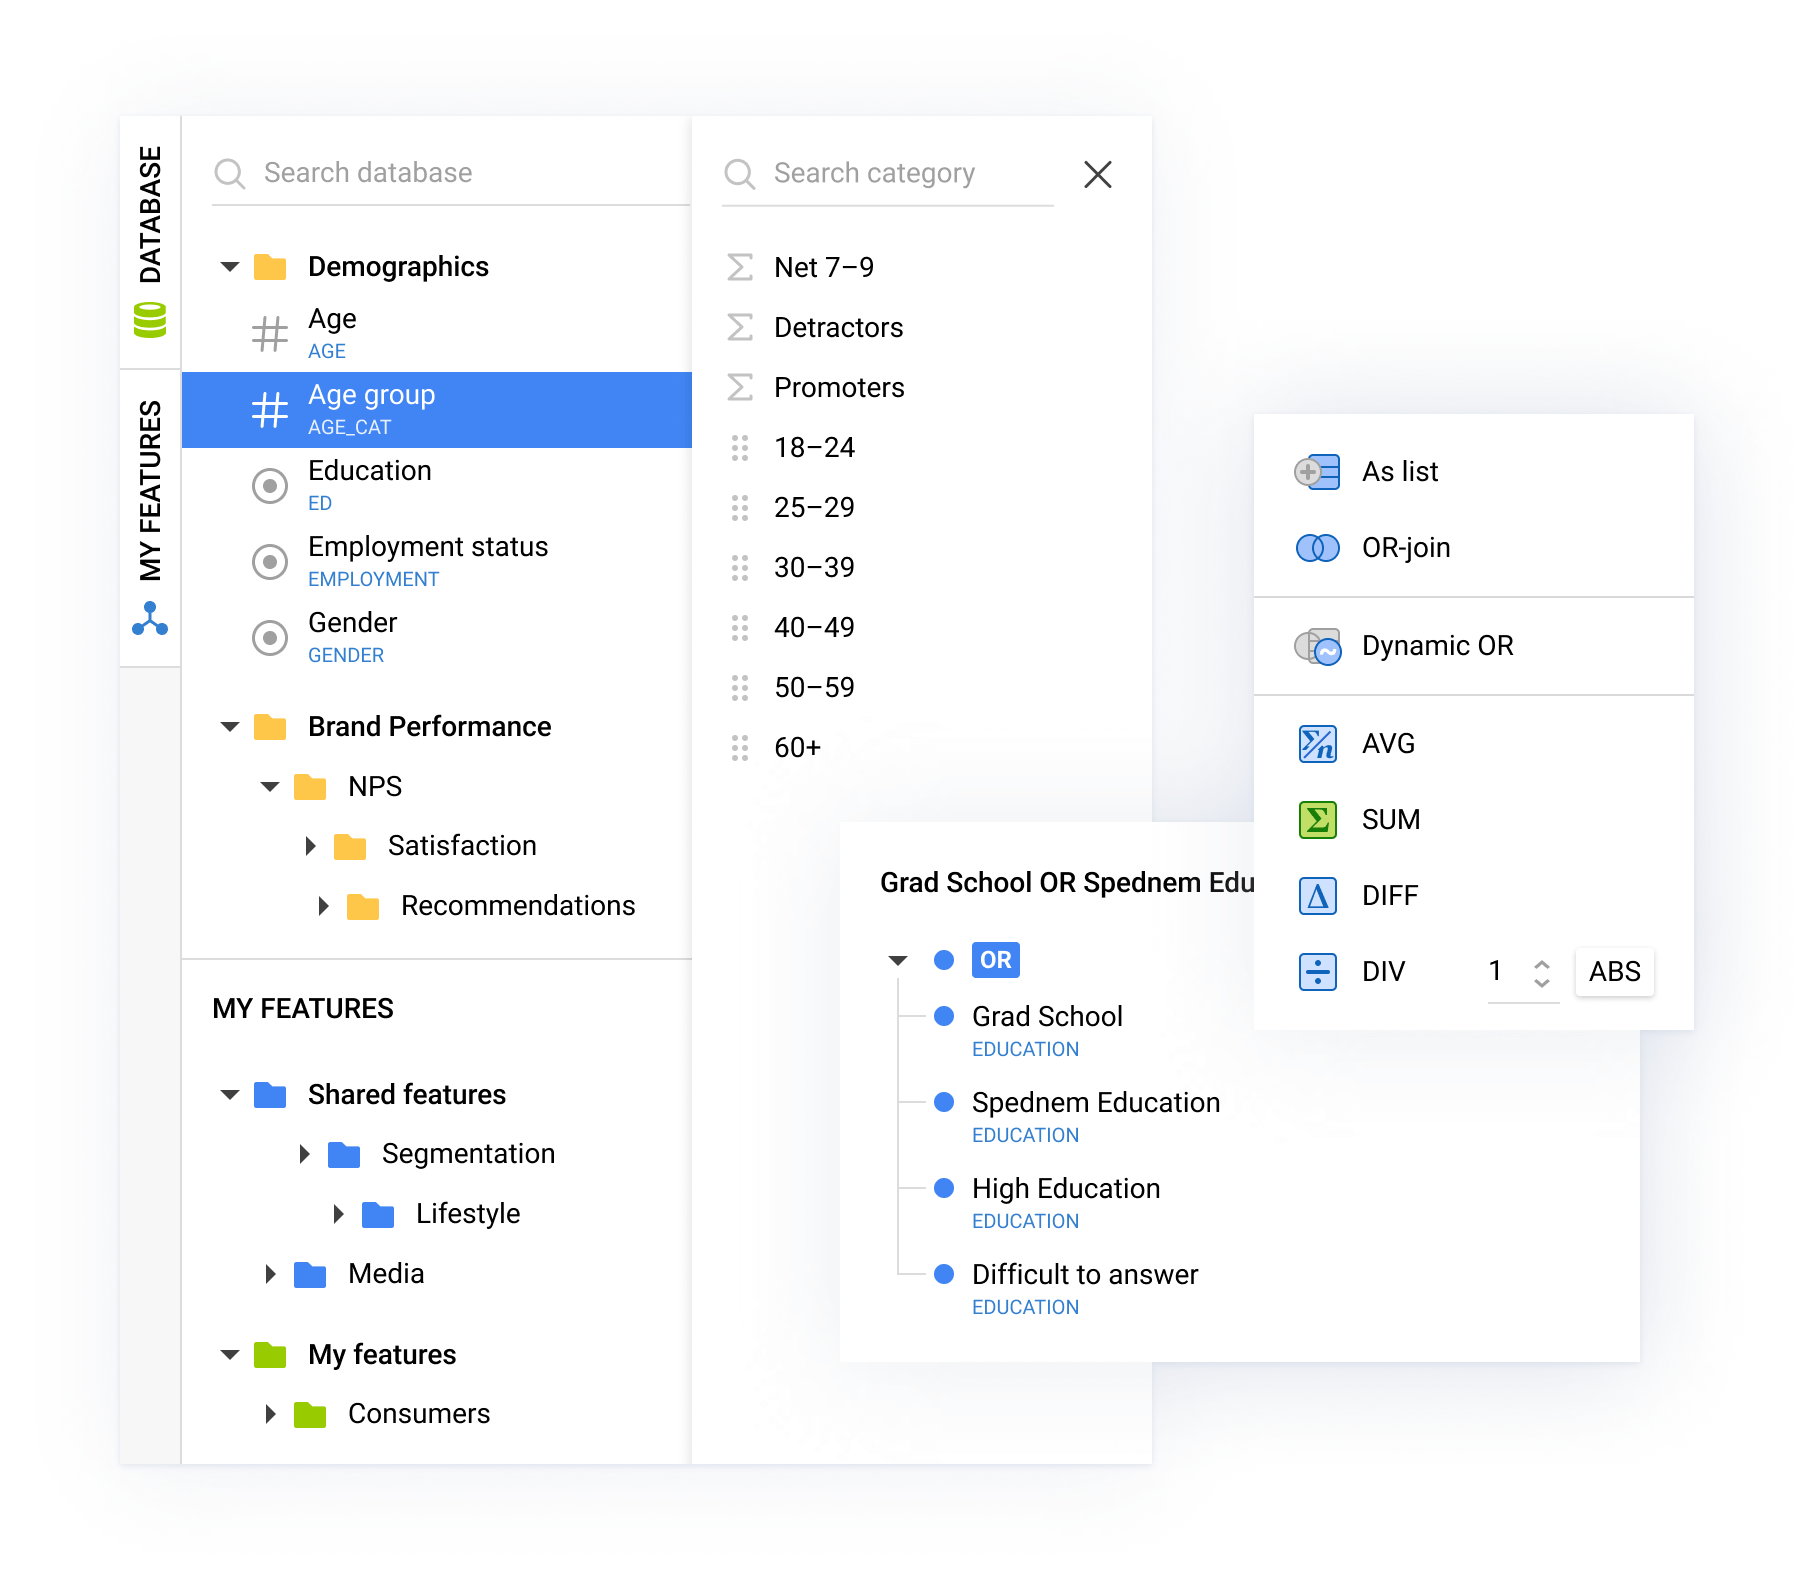 DATABASE
MY FEATURES
Search database
Demographics
Age
AGE
Age group
AGE_CAT
Education
ED
Employment status
EMPLOYMENT
Gender
GENDER
Brand Performance
NPS
Satisfaction
Recommendations
MY FEATURES
Shared features
Segmentation
Lifestyle
Media
My features
Consumers
Search category
Net 7–9
Detractors
Promoters
18–24
25–29
30–39
40–49
50–59
60+
Grad School OR Spednem Edu
OR
Grad School
EDUCATION
Spednem Education
EDUCATION
High Education
EDUCATION
Difficult to answer
EDUCATION
As list
OR-join
Dynamic OR
AVG
SUM
DIFF
DIV 1 ABS